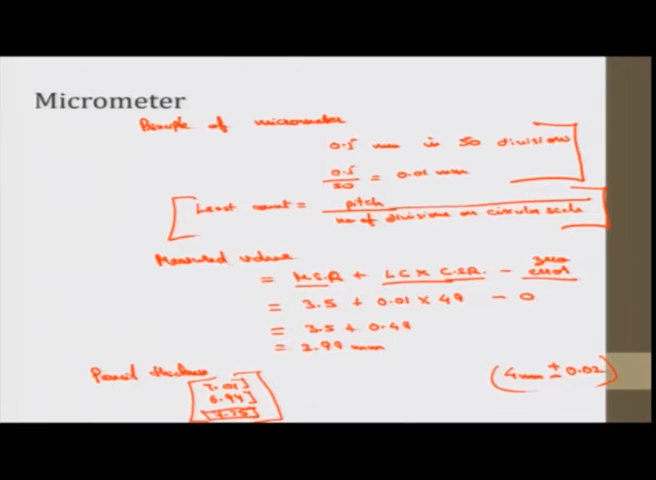 Micrometer
Principle of micrometer
0.5 mm in 50 divisions
0.5
50
= 0.01 mm
Least count =
pitch
no of divisions on circular scale
Measured value
= M.S.R + LC X C.S.R. - zero error
= 3.5 + 0.01 x 49 - 0
= 3.5 + 0.49
= 3.99 mm
Pencil thickness
7.01]
6.94]
(4mm ± 0.02)